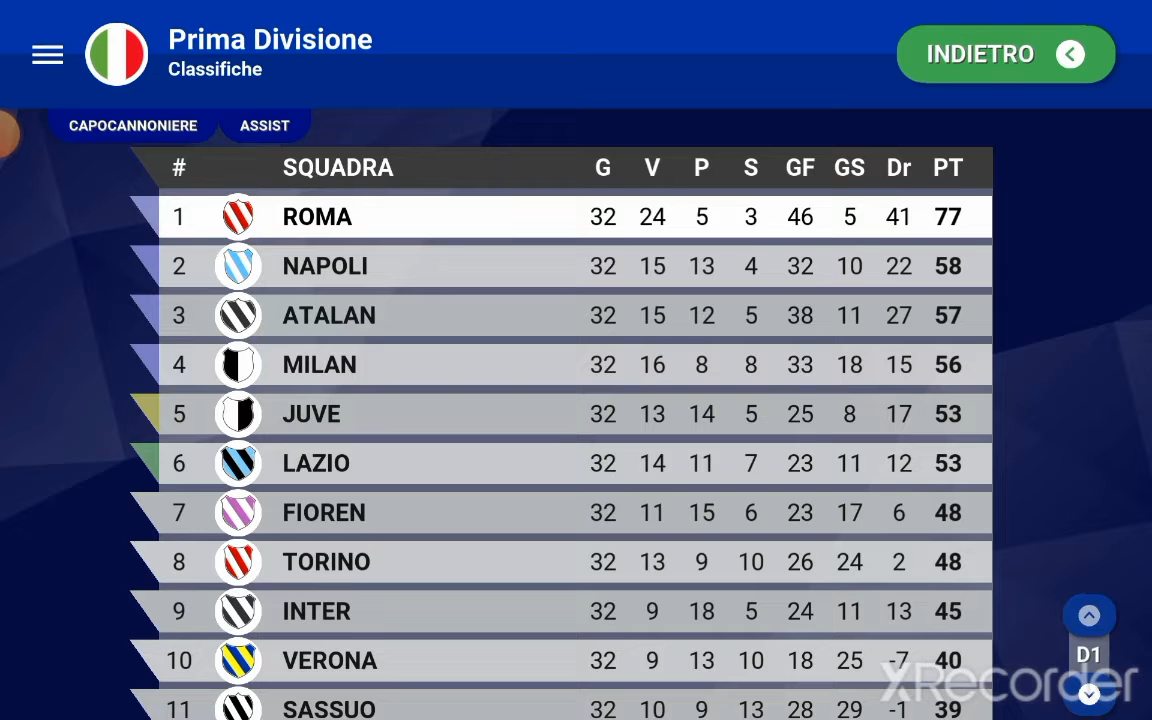 Prima Divisione
Classifiche
INDIETRO
CAPOCANNONIERE ASSIST
# SQUADRA G V P S GF GS Dr PT
1 ROMA 32 24 5 3 46 5 41 77
2 NAPOLI 32 15 13 4 32 10 22 58
3 ATALAN 32 15 12 5 38 11 27 57
4 MILAN 32 16 8 8 33 18 15 56
5 JUVE 32 13 14 5 25 8 17 53
6 LAZIO 32 14 11 7 23 11 12 53
7 FIOREN 32 11 15 6 23 17 6 48
8 TORINO 32 13 9 10 26 24 2 48
9 INTER 32 9 18 5 24 11 13 45
10 VERONA 32 9 13 10 18 25 -7 40
11 SASSUO 32 10 9 13 28 29 -1 39
D1
XRecorder